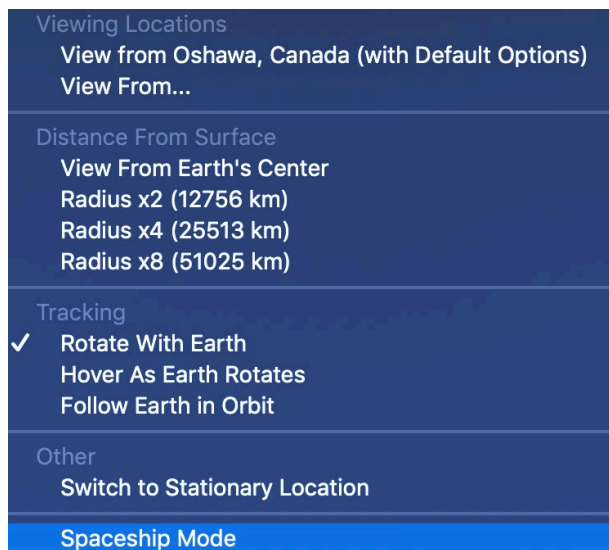 Viewing Locations
View from Oshawa, Canada (with Default Options)
View From...
Distance From Surface
View From Earth's Center
Radius x2 (12756 km)
Radius x4 (25513 km)
Radius x8 (51025 km)
Tracking
✓ Rotate With Earth
Hover As Earth Rotates
Follow Earth in Orbit
Other
Switch to Stationary Location
Spaceship Mode